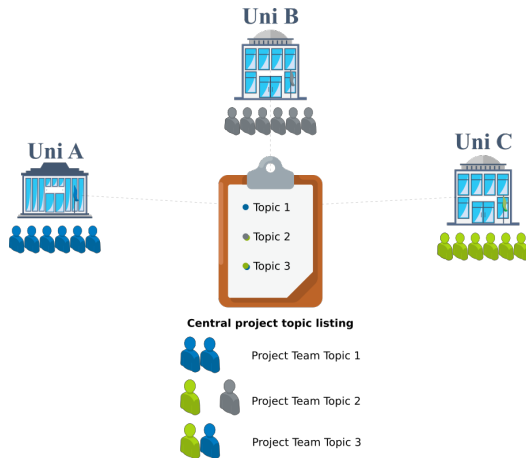 Uni B
Uni A
Uni C
Topic 1
Topic 2
Topic 3
Central project topic listing
Project Team Topic 1
Project Team Topic 2
Project Team Topic 3